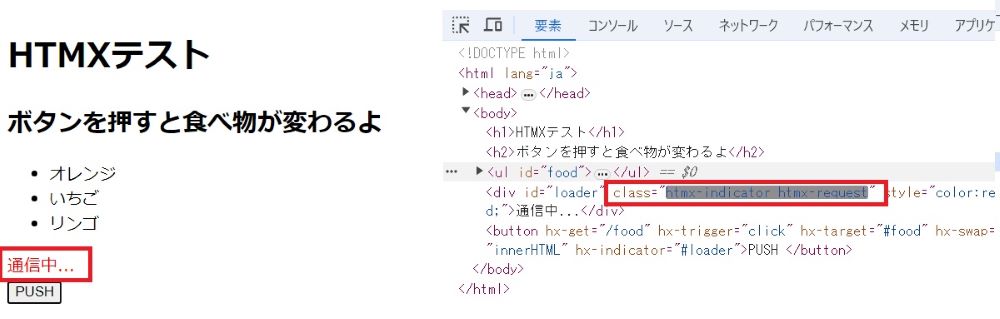 HTMXテスト
ボタンを押すと食べ物が変わるよ
オレンジ
いちご
リンゴ
通信中...
PUSH
要素 コンソール ソース ネットワーク パフォーマンス メモリ アプリケ
<!DOCTYPE html>
<html lang="ja">
<head> ... </head>
<body>
<h1>HTMXテスト</h1>
<h2>ボタンを押すと食べ物が変わるよ</h2>
... <ul id="food"> ... </ul> == $0
<div id="loader" class="htmx-indicator htmx-request" style="color:re
d;">通信中...</div>
<button hx-get="/food" hx-trigger="click" hx-target="#food" hx-swap=
"innerHTML" hx-indicator="#loader">PUSH </button>
</body>
</html>